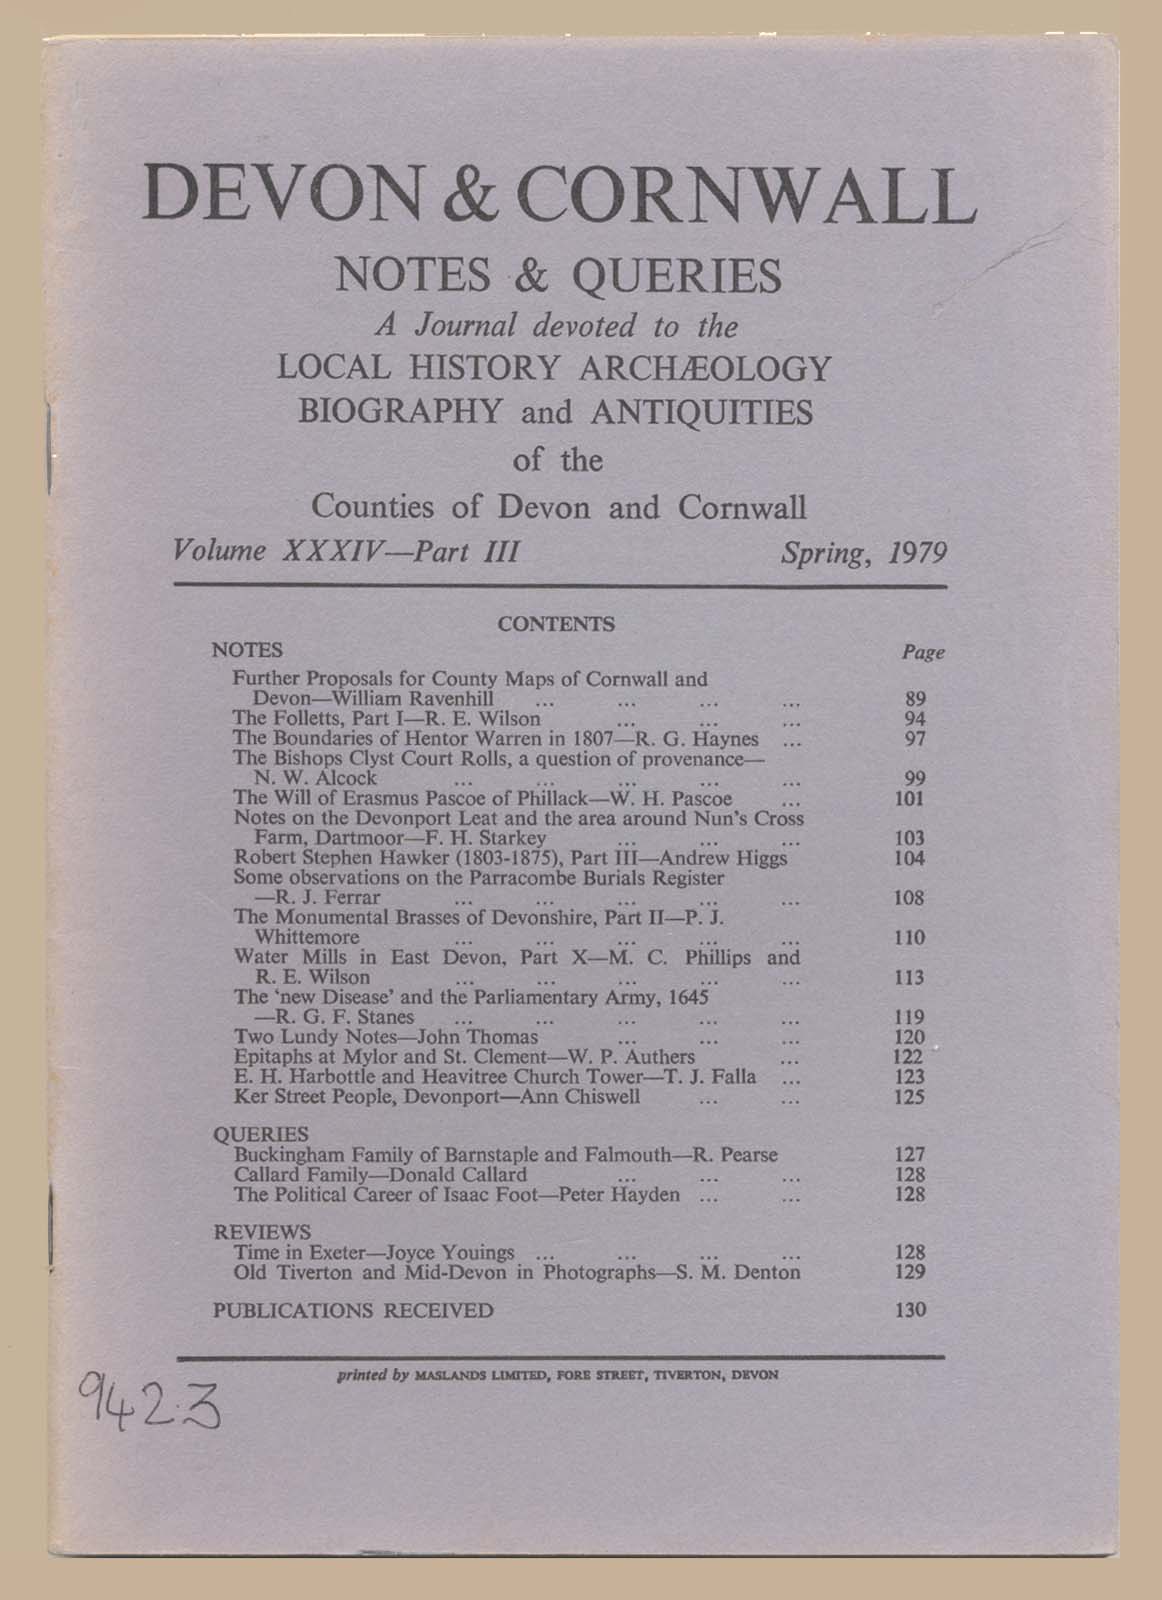 DEVON & CORNWALL
NOTES & QUERIES
A Journal devoted to the
LOCAL HISTORY ARCHÆOLOGY
BIOGRAPHY and ANTIQUITIES
of the
Counties of Devon and Cornwall
Volume XXXIV—Part III Spring, 1979
CONTENTS
NOTES Page
Further Proposals for County Maps of Cornwall and
Devon—William Ravenhill ... ... ... ... 89
The Folletts, Part I—R. E. Wilson ... ... ... 94
The Boundaries of Hentor Warren in 1807—R. G. Haynes ... 97
The Bishops Clyst Court Rolls, a question of provenance—
N. W. Alcock ... ... ... ... ... 99
The Will of Erasmus Pascoe of Phillack—W. H. Pascoe ... 101
Notes on the Devonport Leat and the area around Nun's Cross
Farm, Dartmoor—F. H. Starkey ... ... ... 103
Robert Stephen Hawker (1803-1875), Part III—Andrew Higgs 104
Some observations on the Parracombe Burials Register
—R. J. Ferrar ... ... ... ... ... 108
The Monumental Brasses of Devonshire, Part II—P. J.
Whittemore ... ... ... ... ... 110
Water Mills in East Devon, Part X—M. C. Phillips and
R. E. Wilson ... ... ... ... ... 113
The 'new Disease' and the Parliamentary Army, 1645
—R. G. F. Stanes ... ... ... ... ... 119
Two Lundy Notes—John Thomas ... ... ... 120
Epitaphs at Mylor and St. Clement—W. P. Authers ... 122
E. H. Harbottle and Heavitree Church Tower—T. J. Falla ... 123
Ker Street People, Devonport—Ann Chiswell ... ... 125
QUERIES
Buckingham Family of Barnstaple and Falmouth—R. Pearse 127
Callard Family—Donald Callard ... ... ... 128
The Political Career of Isaac Foot—Peter Hayden ... ... 128
REVIEWS
Time in Exeter—Joyce Youings ... ... ... ... 128
Old Tiverton and Mid-Devon in Photographs—S. M. Denton 129
PUBLICATIONS RECEIVED 130
printed by MASLANDS LIMITED, FORE STREET, TIVERTON, DEVON
942.3